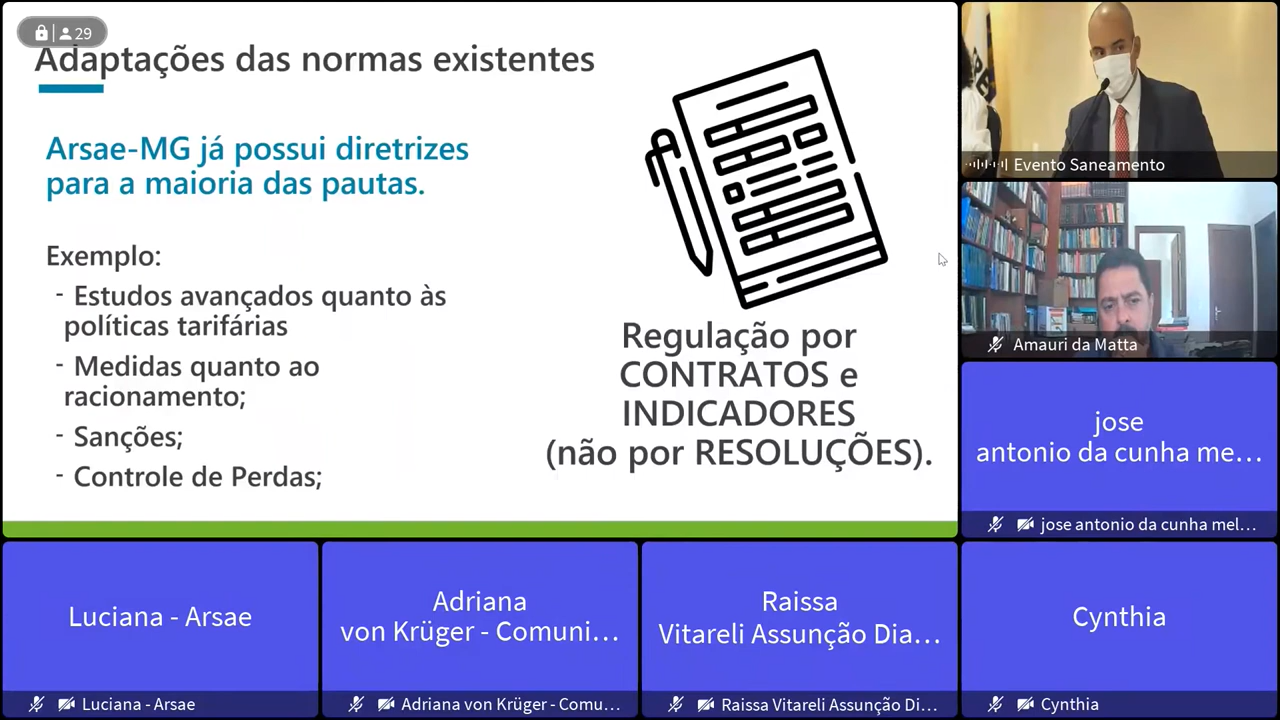 29
Adaptações das normas existentes
Arsae-MG já possui diretrizes
para a maioria das pautas.
Exemplo:
- Estudos avançados quanto às
políticas tarifárias
- Medidas quanto ao
racionamento;
- Sanções;
- Controle de Perdas;
Regulação por
CONTRATOS e
INDICADORES
(não por RESOLUÇÕES).
Evento Saneamento
Amauri da Matta
jose
antonio da cunha me...
jose antonio da cunha mel...
Luciana - Arsae
Luciana - Arsae
Adriana
von Krüger - Comuni...
Adriana von Krüger - Comu...
Raissa
Vitareli Assunção Dia...
Raissa Vitareli Assunção Di...
Cynthia
Cynthia